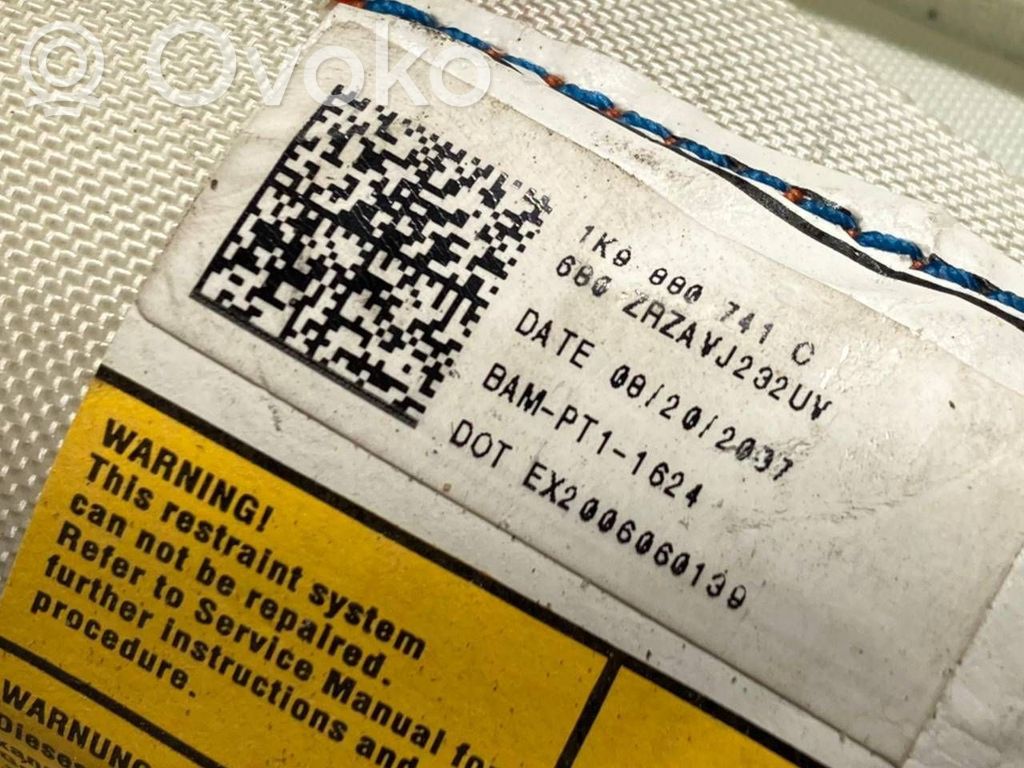 Ovoko
1K9 880 741 C
680 ZRZAVJ232UV
DATE 08/20/2007
BAM-PT1-1624
DOT EX2006060139
WARNING!
This restraint system
can not be repaired.
Refer to Service Manual for
further instructions and
procedure.
WARNUNG
Diese